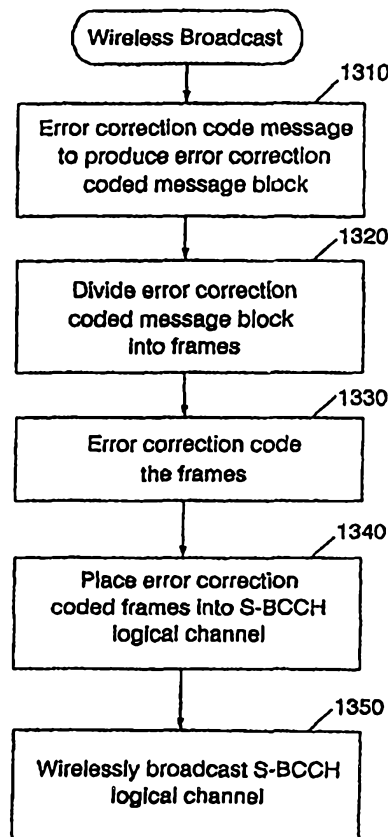 Wireless Broadcast
1310
Error correction code message
to produce error correction
coded message block
1320
Divide error correction
coded message block
into frames
1330
Error correction code
the frames
1340
Place error correction
coded frames into S-BCCH
logical channel
1350
Wirelessly broadcast S-BCCH
logical channel